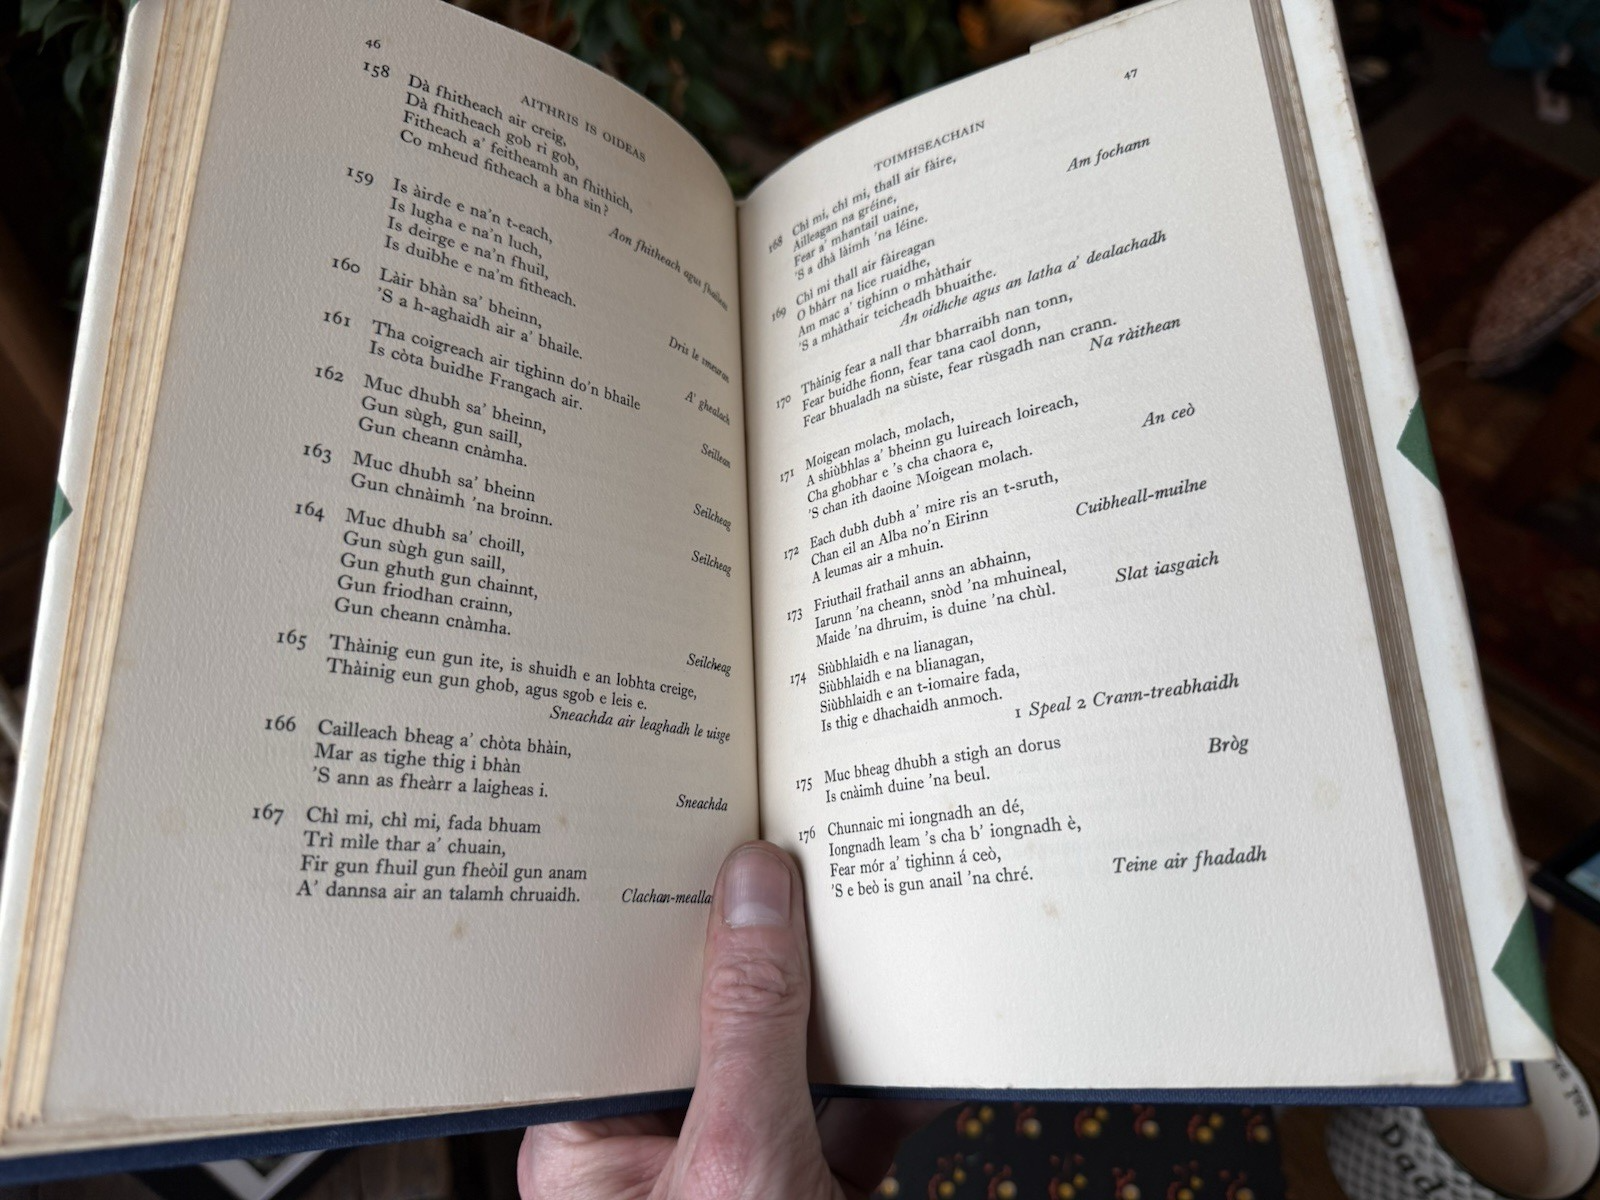 46
AITHRIS IS OIDEAS
158 Dà fhitheach air creig,
Dà fhitheach gob ri gob,
Fitheach a' feitheamh an fhithich,
Co mheud fitheach a bha sin?
Aon fhitheach agus fhaileas
159 Is àirde e na'n t-each,
Is lugha e na'n luch,
Is deirge e na'n fhuil,
Is duibhe e na'm fitheach.
Dris le smeuran
160 Làir bhàn sa' bheinn,
'S a h-aghaidh air a' bhaile.
A' ghealach
161 Tha coigreach air tighinn do'n bhaile
Is còta buidhe Frangach air.
Seillean
162 Muc dhubh sa' bheinn,
Gun sùgh, gun saill,
Gun cheann cnàmha.
Seilcheag
163 Muc dhubh sa' bheinn
Gun chnàimh 'na broinn.
Seilcheag
164 Muc dhubh sa' choill,
Gun sùgh gun saill,
Gun ghuth gun chainnt,
Gun friodhan crainn,
Gun cheann cnàmha.
Seilcheag
165 Thàinig eun gun ite, is shuidh e an lobhta creige,
Thàinig eun gun ghob, agus sgob e leis e.
Sneachda air leaghadh le uisge
166 Cailleach bheag a' chòta bhàin,
Mar as tighe thig i bhàn
'S ann as fheàrr a laigheas i.
Sneachda
167 Chì mi, chì mi, fada bhuam
Trì mìle thar a' chuain,
Fir gun fhuil gun fheòil gun anam
A' dannsa air an talamh chruaidh.
Clachan-mealla
47
TOIMHSEACHAIN
168 Chì mi, chì mi, thall air fàire,
Ailleagan na gréine,
Fear a' mhantail uaine,
'S a dhà làimh 'na léine.
Am fochann
169 Chì mi thall air fàireagan
O bhàrr na lice ruaidhe,
Am mac a' tighinn o mhàthair
'S a mhàthair teicheadh bhuaithe.
An oidhche agus an latha a' dealachadh
170 Thàinig fear a nall thar bharraibh nan tonn,
Fear buidhe fionn, fear tana caol donn,
Fear bhualadh na sùiste, fear rùsgadh nan crann.
Na ràithean
171 Moigean molach, molach,
A shiùbhlas a' bheinn gu luireach loireach,
Cha ghobhar e 's cha chaora e,
'S chan ith daoine Moigean molach.
An ceò
172 Each dubh dubh a' mire ris an t-sruth,
Chan eil an Alba no'n Eirinn
A leumas air a mhuin.
Cuibheall-muilne
173 Friuthail frathail anns an abhainn,
Iarunn 'na cheann, snòd 'na mhuineal,
Maide 'na dhruim, is duine 'na chùl.
Slat iasgaich
174 Siùbhlaidh e na lianagan,
Siùbhlaidh e na blianagan,
Siùbhlaidh e an t-iomaire fada,
Is thig e dhachaidh anmoch.
1 Speal 2 Crann-treabhaidh
175 Muc bheag dhubh a stigh an dorus
Is cnàimh duine 'na beul.
Bròg
176 Chunnaic mi iongnadh an dé,
Iongnadh leam 's cha b' iongnadh è,
Fear mór a' tighinn á ceò,
'S e beò is gun anail 'na chré.
Teine air fhadadh
Dad